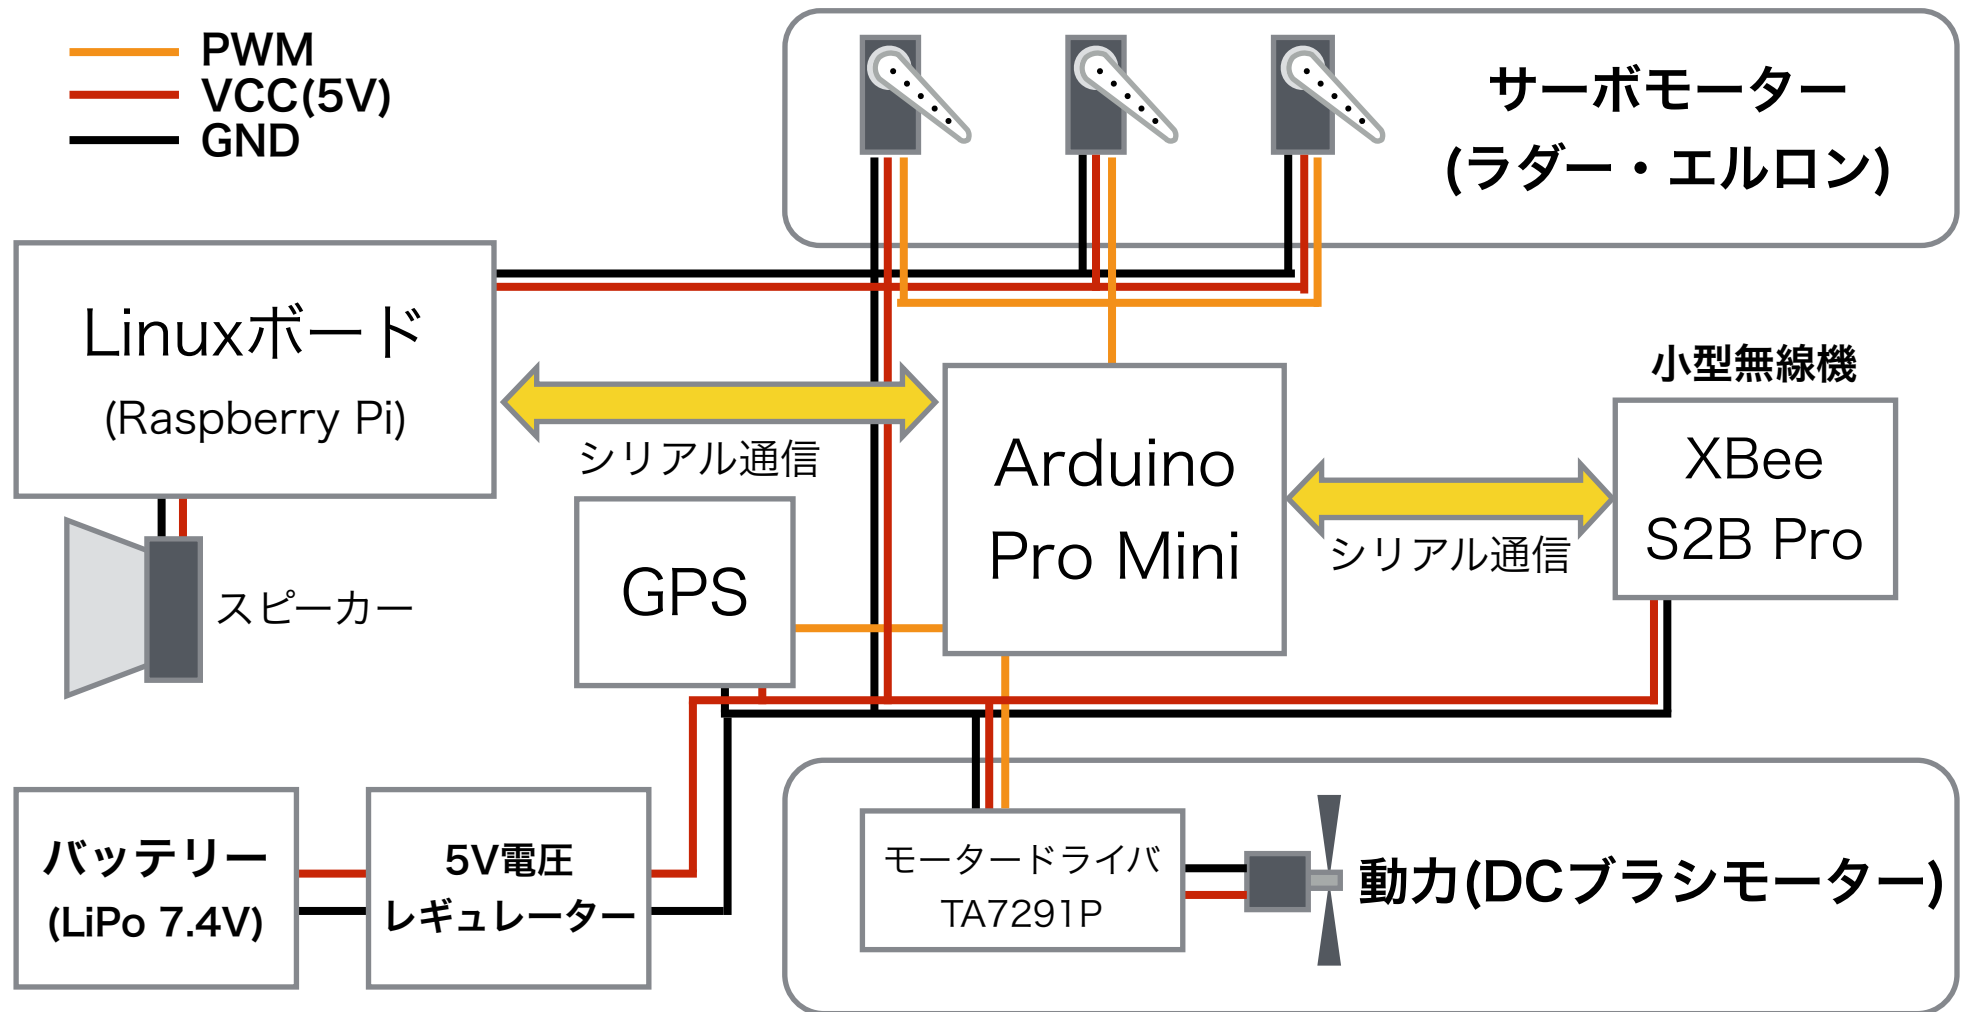 PWM
VCC(5V)
GND
サーボモーター
(ラダー・エルロン)
Linuxボード
(Raspberry Pi)
シリアル通信
小型無線機
Arduino
Pro Mini
XBee
S2B Pro
シリアル通信
GPS
スピーカー
バッテリー
(LiPo 7.4V)
5V電圧
レギュレーター
モータードライバ
TA7291P
動力(DCブラシモーター)